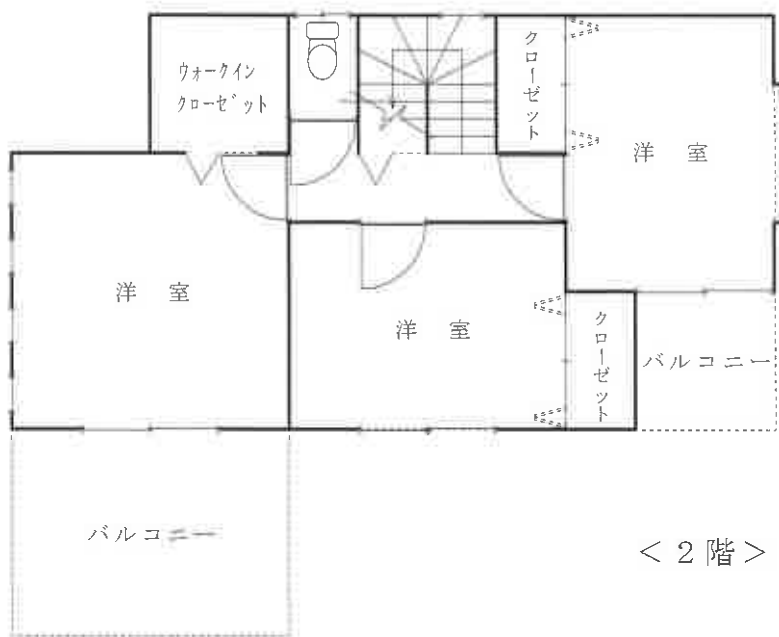 ウォークイン
クローゼット
クローゼット
洋 室
洋 室
洋 室
クローゼット
バルコニー
バルコニー
＜２階＞